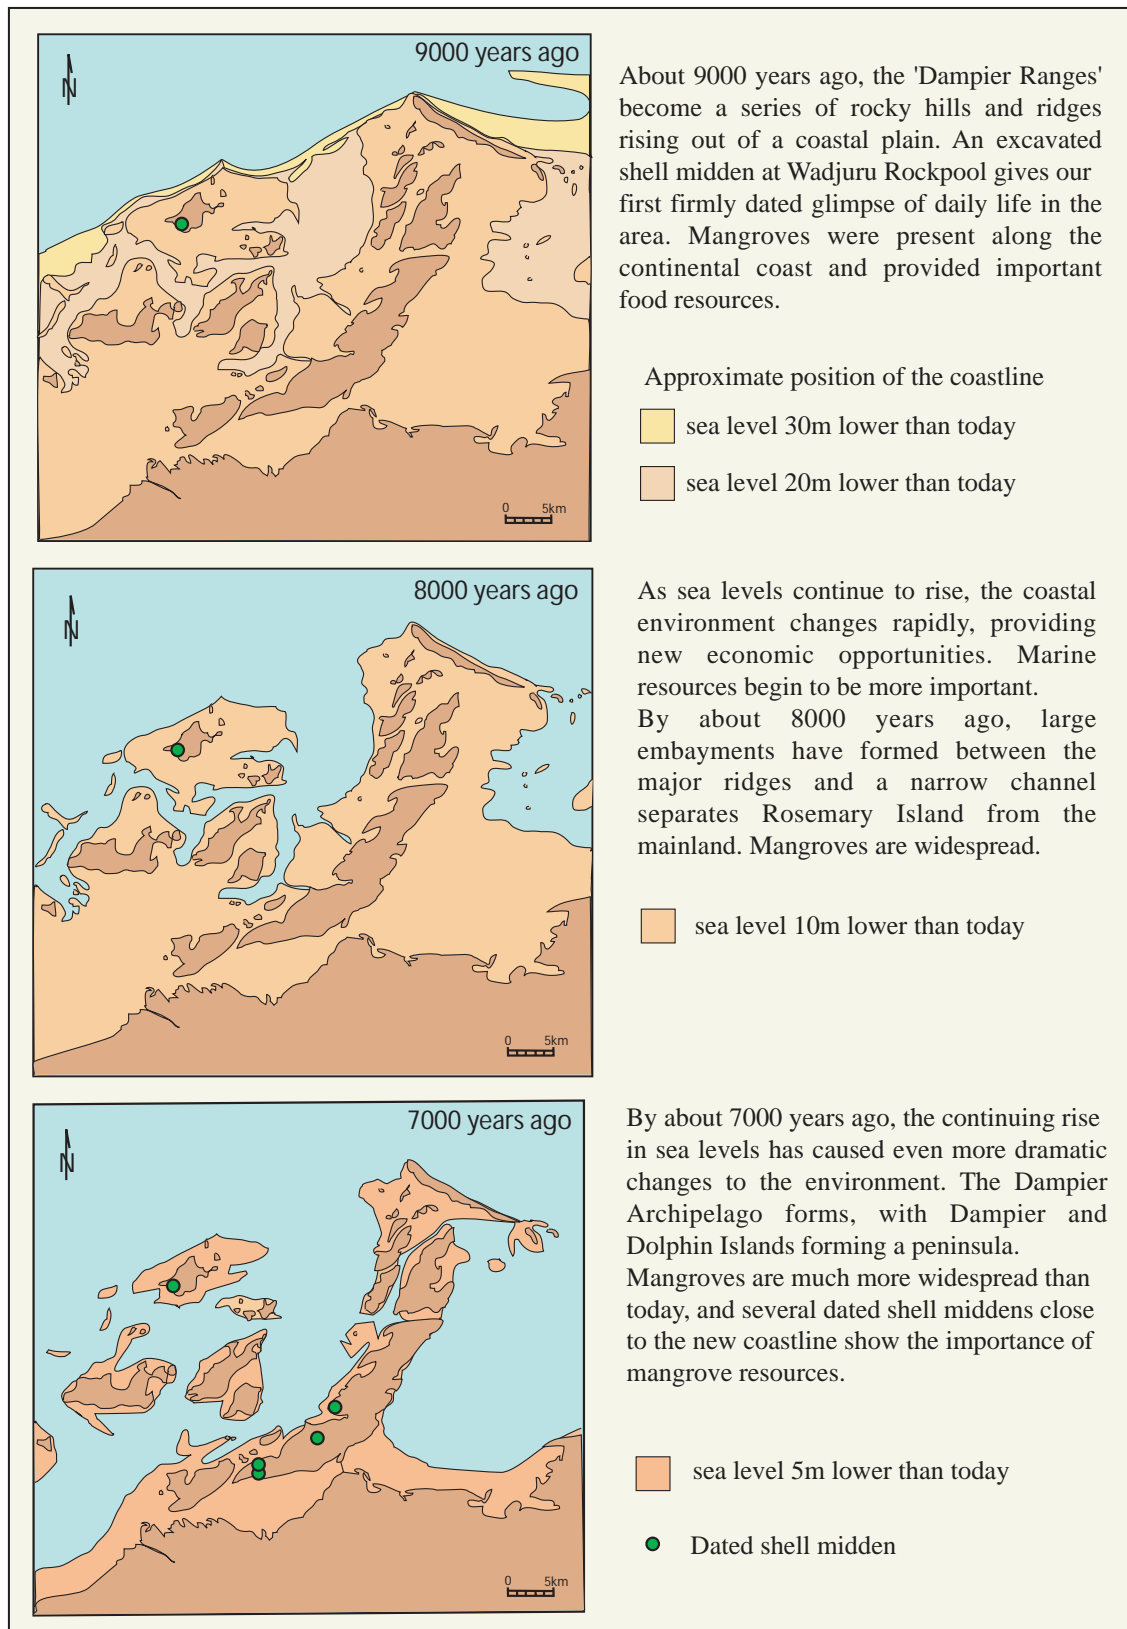 9000 years ago
N
0 5km
About 9000 years ago, the 'Dampier Ranges'
become a series of rocky hills and ridges
rising out of a coastal plain. An excavated
shell midden at Wadjuru Rockpool gives our
first firmly dated glimpse of daily life in the
area. Mangroves were present along the
continental coast and provided important
food resources.
Approximate position of the coastline
sea level 30m lower than today
sea level 20m lower than today
8000 years ago
N
0 5km
As sea levels continue to rise, the coastal
environment changes rapidly, providing
new economic opportunities. Marine
resources begin to be more important.
By about 8000 years ago, large
embayments have formed between the
major ridges and a narrow channel
separates Rosemary Island from the
mainland. Mangroves are widespread.
sea level 10m lower than today
7000 years ago
N
0 5km
By about 7000 years ago, the continuing rise
in sea levels has caused even more dramatic
changes to the environment. The Dampier
Archipelago forms, with Dampier and
Dolphin Islands forming a peninsula.
Mangroves are much more widespread than
today, and several dated shell middens close
to the new coastline show the importance of
mangrove resources.
sea level 5m lower than today
Dated shell midden